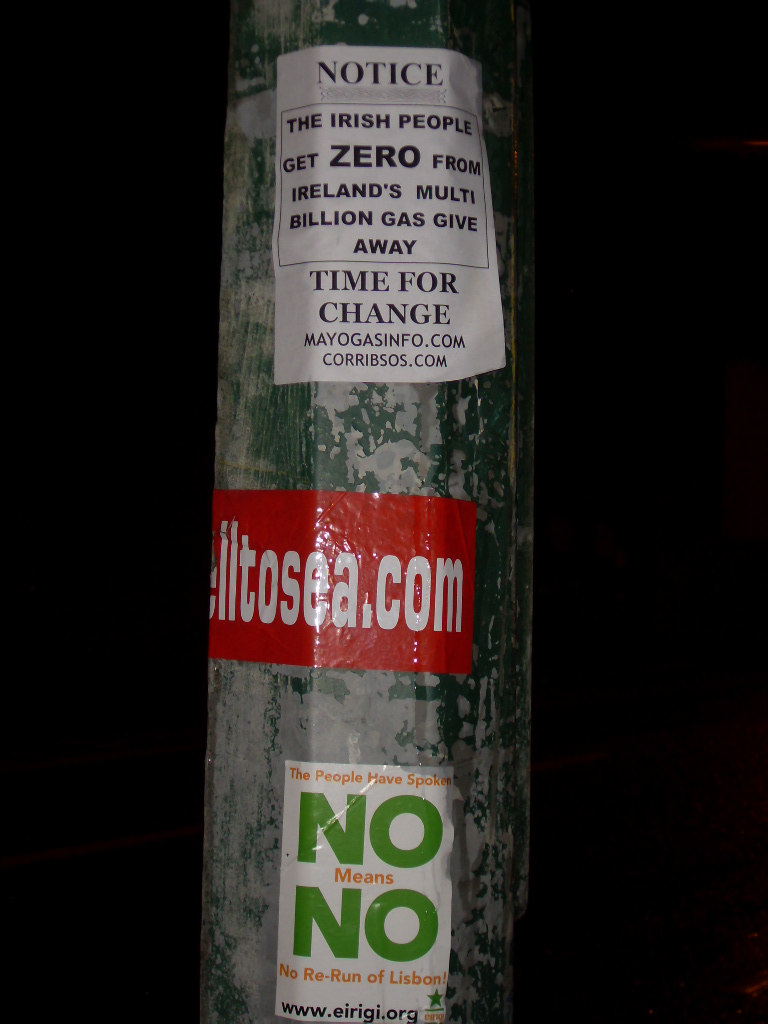 NOTICE
THE IRISH PEOPLE
GET ZERO FROM
IRELAND'S MULTI
BILLION GAS GIVE
AWAY
TIME FOR
CHANGE
MAYOGASINFO.COM
CORRIBSOS.COM
elltosea.com
The People Have Spoken
NO
Means
NO
No Re-Run of Lisbon!
www.eirigi.org